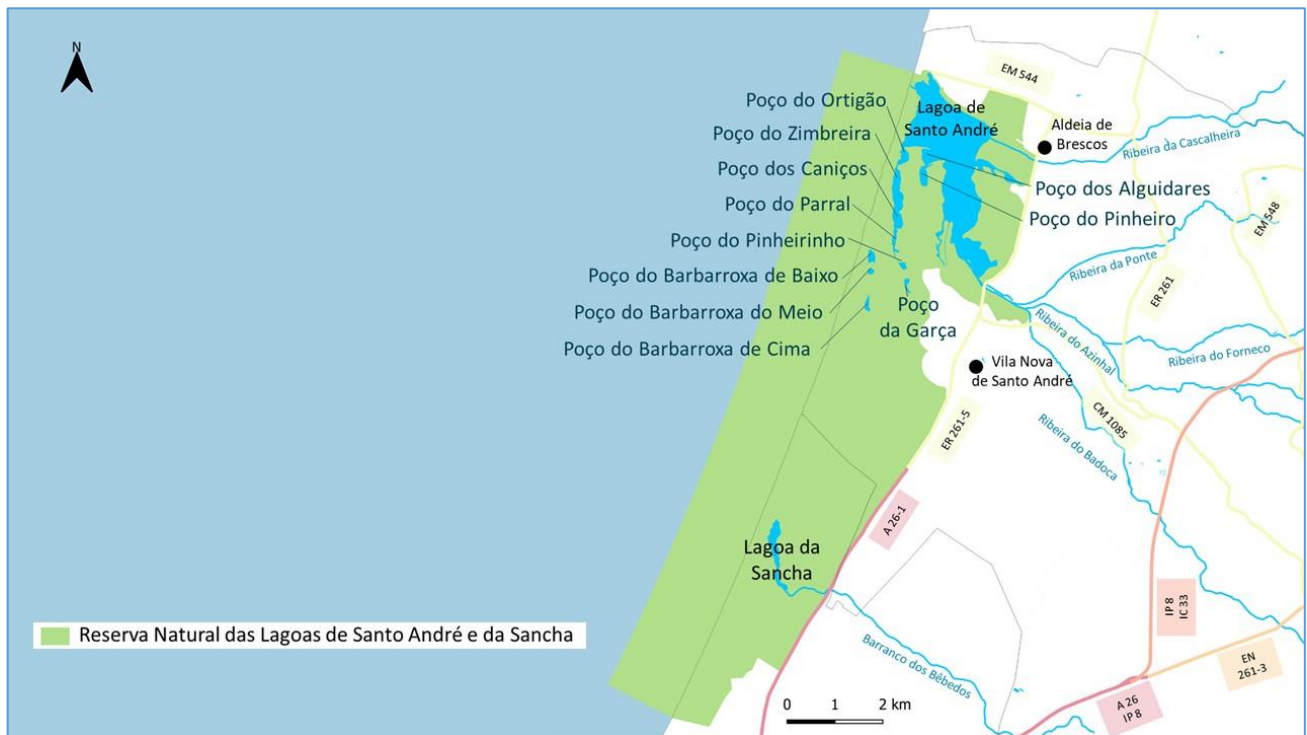 N
EM 544
Poço do Ortigão
Lagoa de
Santo André
Aldeia de
Brescos
Ribeira da Cascalheira
Poço do Zimbreira
Poço dos Caniços
Poço dos Alguidares
Poço do Parral
Poço do Pinheiro
EM 548
Poço do Pinheirinho
Ribeira da Ponte
Poço do Barbarroxa de Baixo
ER 261
Poço do Barbarroxa do Meio
Poço
da Garça
Poço do Barbarroxa de Cima
Ribeira do Azinhal
Ribeira do Forneco
Vila Nova
de Santo André
CM 1085
ER 261-5
Ribeira do Badoca
A 26-1
Lagoa da
Sancha
IP 8
IC 33
Reserva Natural das Lagoas de Santo André e da Sancha
Barranco dos Bêbedos
EN
261-3
0 1 2 km
A 26
IP 8